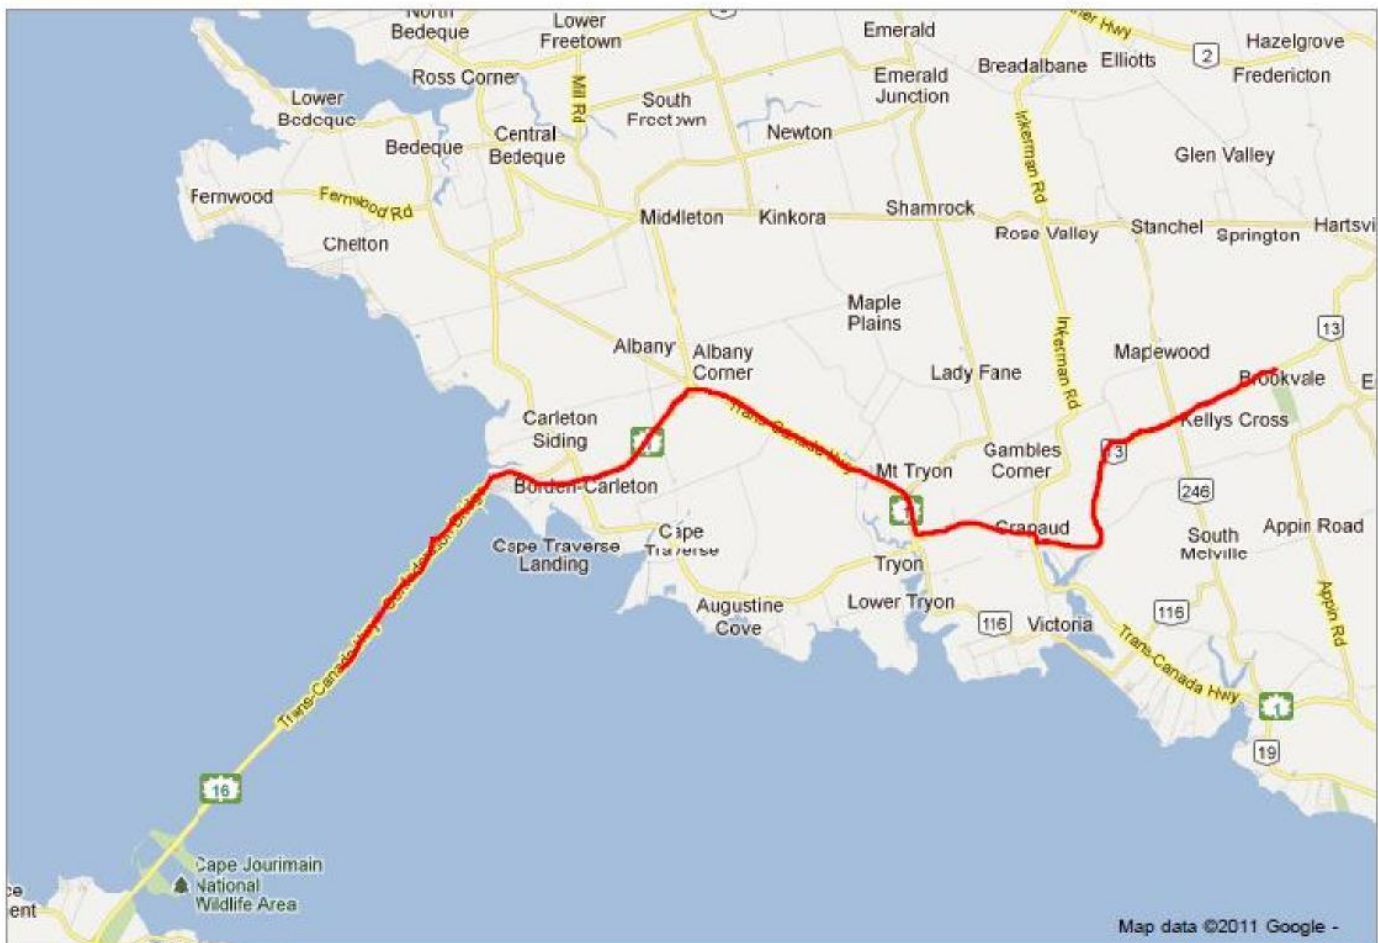 North
Bedeque
Lower
Freetown
Emerald
Hwy
2
Hazelgrove
Fredericton
Ross Corner
Mill Rd
Breadalbane
Elliotts
Emerald
Junction
Lower
Bedeque
South
Freetown
Central
Bedeque
Bedeque
Newton
Inkerman Rd
Glen Valley
Fernwood
Fernwood Rd
Middleton
Kinkora
Shamrock
Rose Valley
Stanchel
Springton
Hartsvi
Chelton
Maple
Plains
Inkerman Rd
13
Albany
Albany
Corner
Mapewood
Lady Fane
Brookvale
E
Trans-Canada Hwy
Carleton
Siding
Kellys Cross
Gambles
Corner
13
Mt Tryon
Borden-Carleton
246
1
Crapaud
South
Melville
Appin Road
Cape
Traverse
Cape Traverse
Landing
Tryon
Augustine
Cove
Lower Tryon
116
Victoria
116
Appin Rd
Trans-Canada Hwy
Trans-Canada Hwy
1
19
16
Cape Jourimain
National
Wildlife Area
ce
ent
Map data ©2011 Google -